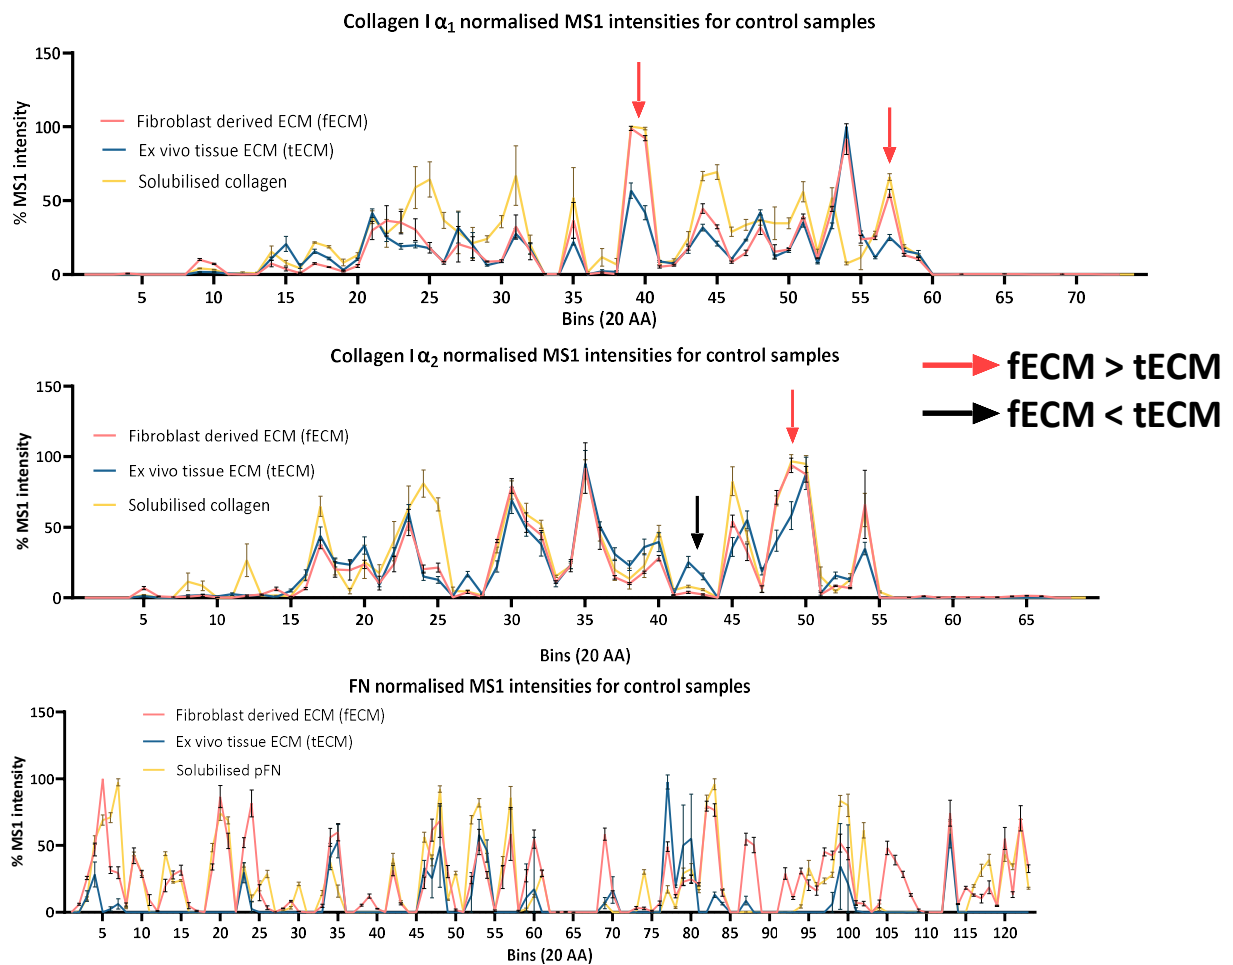 Collagen I α1 normalised MS1 intensities for control samples
% MS1 intensity
150
100
50
0
Fibroblast derived ECM (fECM)
Ex vivo tissue ECM (tECM)
Solubilised collagen
5 10 15 20 25 30 35 40 45 50 55 60 65 70
Bins (20 AA)
Collagen I α2 normalised MS1 intensities for control samples
% MS1 intensity
150
100
50
0
Fibroblast derived ECM (fECM)
Ex vivo tissue ECM (tECM)
Solubilised collagen
fECM > tECM
fECM < tECM
5 10 15 20 25 30 35 40 45 50 55 60 65
Bins (20 AA)
FN normalised MS1 intensities for control samples
% MS1 intensity
150
100
50
0
Fibroblast derived ECM (fECM)
Ex vivo tissue ECM (tECM)
Solubilised pFN
5 10 15 20 25 30 35 40 45 50 55 60 65 70 75 80 85 90 95 100 105 110 115 120
Bins (20 AA)